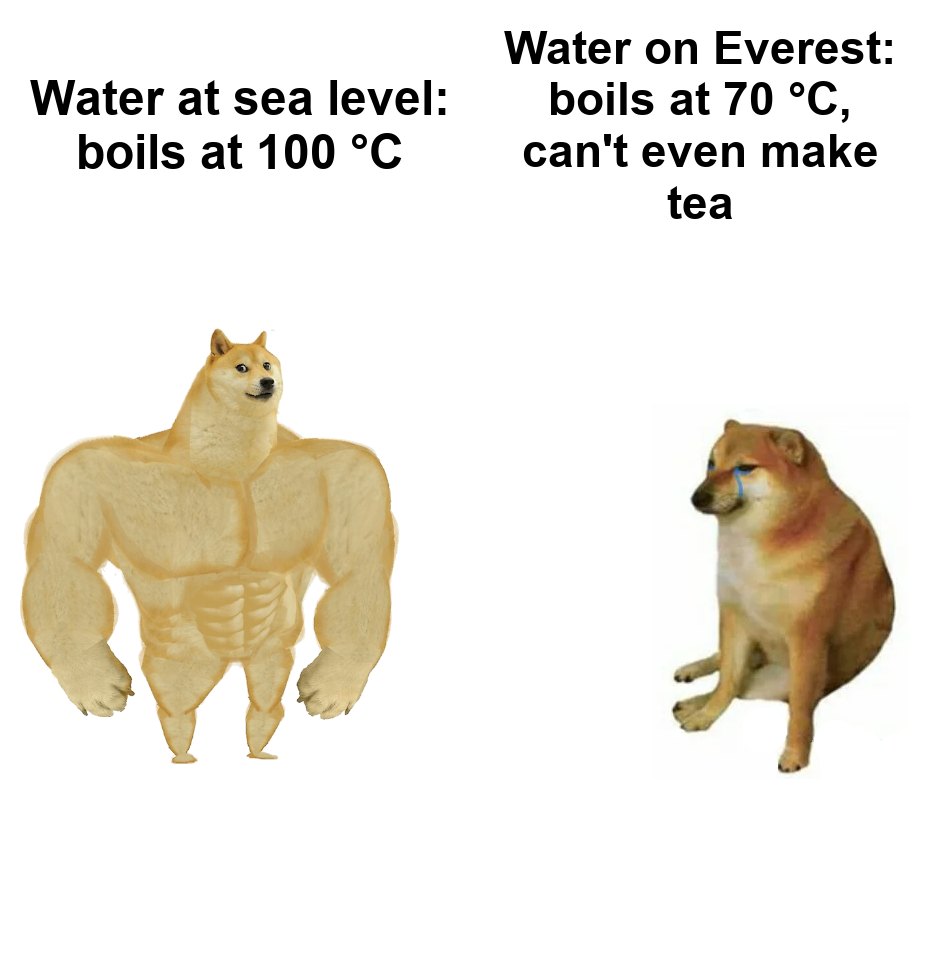 Water at sea level:
boils at 100 °C
Water on Everest:
boils at 70 °C,
can't even make
tea